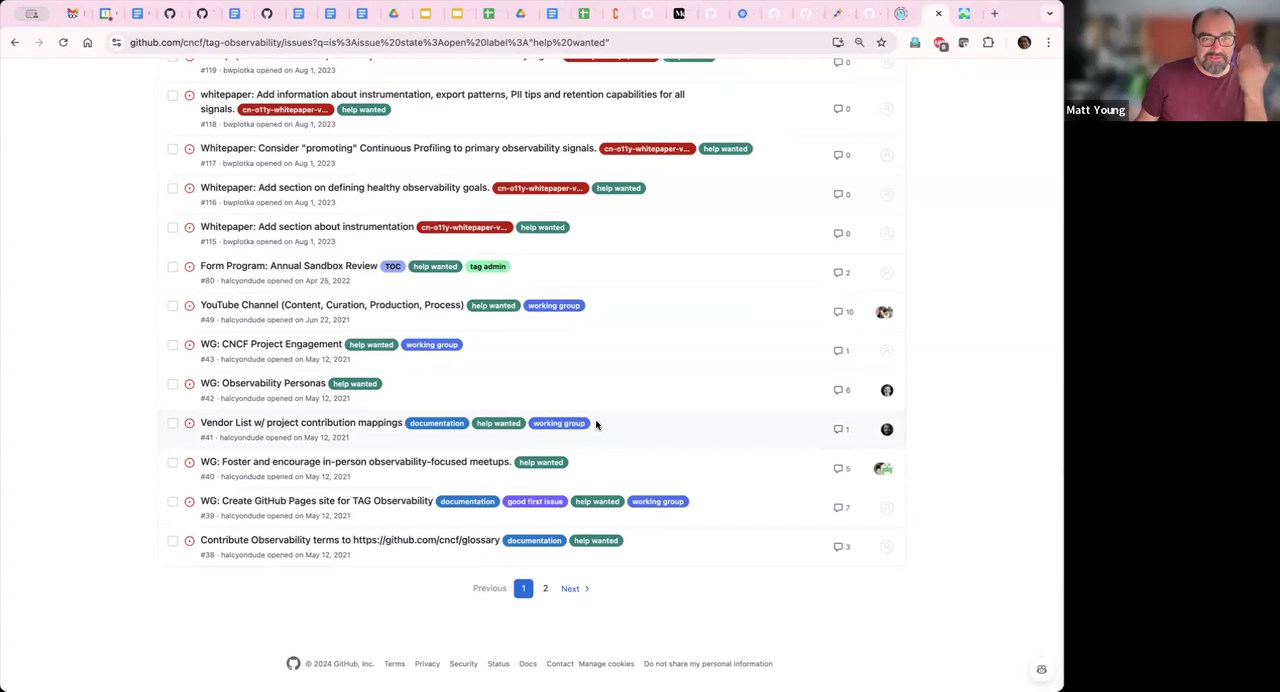 github.com/cncf/tag-observability/issues?q=is%3Aissue%20state%3Aopen%20label%3A"help%20wanted"
Matt Young
#119 · bwplotka opened on Aug 1, 2023
0
whitepaper: Add information about instrumentation, export patterns, PII tips and retention capabilities for all
signals. cn-o11y-whitepaper-v... help wanted
0
#118 · bwplotka opened on Aug 1, 2023
Whitepaper: Consider "promoting" Continuous Profiling to primary observability signals. cn-o11y-whitepaper-v... help wanted
0
#117 · bwplotka opened on Aug 1, 2023
Whitepaper: Add section on defining healthy observability goals. cn-o11y-whitepaper-v... help wanted
0
#116 · bwplotka opened on Aug 1, 2023
Whitepaper: Add section about instrumentation cn-o11y-whitepaper-v... help wanted
0
#115 · bwplotka opened on Aug 1, 2023
Form Program: Annual Sandbox Review TOC help wanted tag admin
2
#80 · halcyondude opened on Apr 25, 2022
YouTube Channel (Content, Curation, Production, Process) help wanted working group
10
#49 · halcyondude opened on Jun 22, 2021
WG: CNCF Project Engagement help wanted working group
1
#43 · halcyondude opened on May 12, 2021
WG: Observability Personas help wanted
6
#42 · halcyondude opened on May 12, 2021
Vendor List w/ project contribution mappings documentation help wanted working group
1
#41 · halcyondude opened on May 12, 2021
WG: Foster and encourage in-person observability-focused meetups. help wanted
5
#40 · halcyondude opened on May 12, 2021
WG: Create GitHub Pages site for TAG Observability documentation good first issue help wanted working group
7
#39 · halcyondude opened on May 12, 2021
Contribute Observability terms to https://github.com/cncf/glossary documentation help wanted
3
#38 · halcyondude opened on May 12, 2021
Previous 1 2 Next
© 2024 GitHub, Inc. Terms Privacy Security Status Docs Contact Manage cookies Do not share my personal information